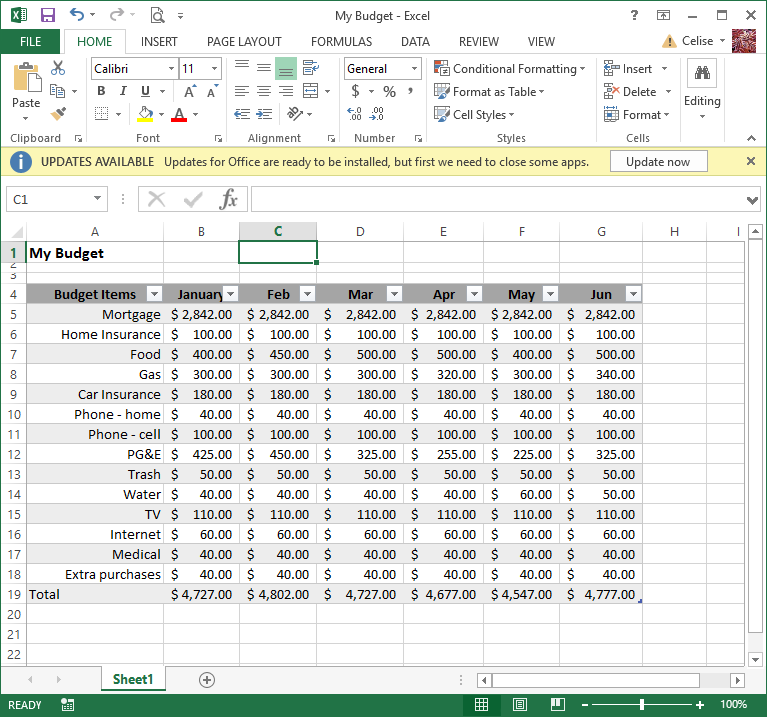 My Budget - Excel
?
FILE HOME INSERT PAGE LAYOUT FORMULAS DATA REVIEW VIEW Celise
Calibri 11 General Conditional Formatting Insert
B I U A A $ % , Format as Table Delete
Paste A .00 .00 Cell Styles Format Editing
Clipboard Font Alignment Number Styles Cells
UPDATES AVAILABLE Updates for Office are ready to be installed, but first we need to close some apps. Update now
C1 fx
A B C D E F G H I
1 My Budget
2
3
4 Budget Items January Feb Mar Apr May Jun
5 Mortgage $ 2,842.00 $ 2,842.00 $ 2,842.00 $ 2,842.00 $ 2,842.00 $ 2,842.00
6 Home Insurance $ 100.00 $ 100.00 $ 100.00 $ 100.00 $ 100.00 $ 100.00
7 Food $ 400.00 $ 450.00 $ 500.00 $ 500.00 $ 400.00 $ 500.00
8 Gas $ 300.00 $ 300.00 $ 300.00 $ 320.00 $ 300.00 $ 340.00
9 Car Insurance $ 180.00 $ 180.00 $ 180.00 $ 180.00 $ 180.00 $ 180.00
10 Phone - home $ 40.00 $ 40.00 $ 40.00 $ 40.00 $ 40.00 $ 40.00
11 Phone - cell $ 100.00 $ 100.00 $ 100.00 $ 100.00 $ 100.00 $ 100.00
12 PG&E $ 425.00 $ 450.00 $ 325.00 $ 255.00 $ 225.00 $ 325.00
13 Trash $ 50.00 $ 50.00 $ 50.00 $ 50.00 $ 50.00 $ 50.00
14 Water $ 40.00 $ 40.00 $ 40.00 $ 40.00 $ 60.00 $ 50.00
15 TV $ 110.00 $ 110.00 $ 110.00 $ 110.00 $ 110.00 $ 110.00
16 Internet $ 60.00 $ 60.00 $ 60.00 $ 60.00 $ 60.00 $ 60.00
17 Medical $ 40.00 $ 40.00 $ 40.00 $ 40.00 $ 40.00 $ 40.00
18 Extra purchases $ 40.00 $ 40.00 $ 40.00 $ 40.00 $ 40.00 $ 40.00
19 Total $ 4,727.00 $ 4,802.00 $ 4,727.00 $ 4,677.00 $ 4,547.00 $ 4,777.00
20
21
22
Sheet1
READY 100%